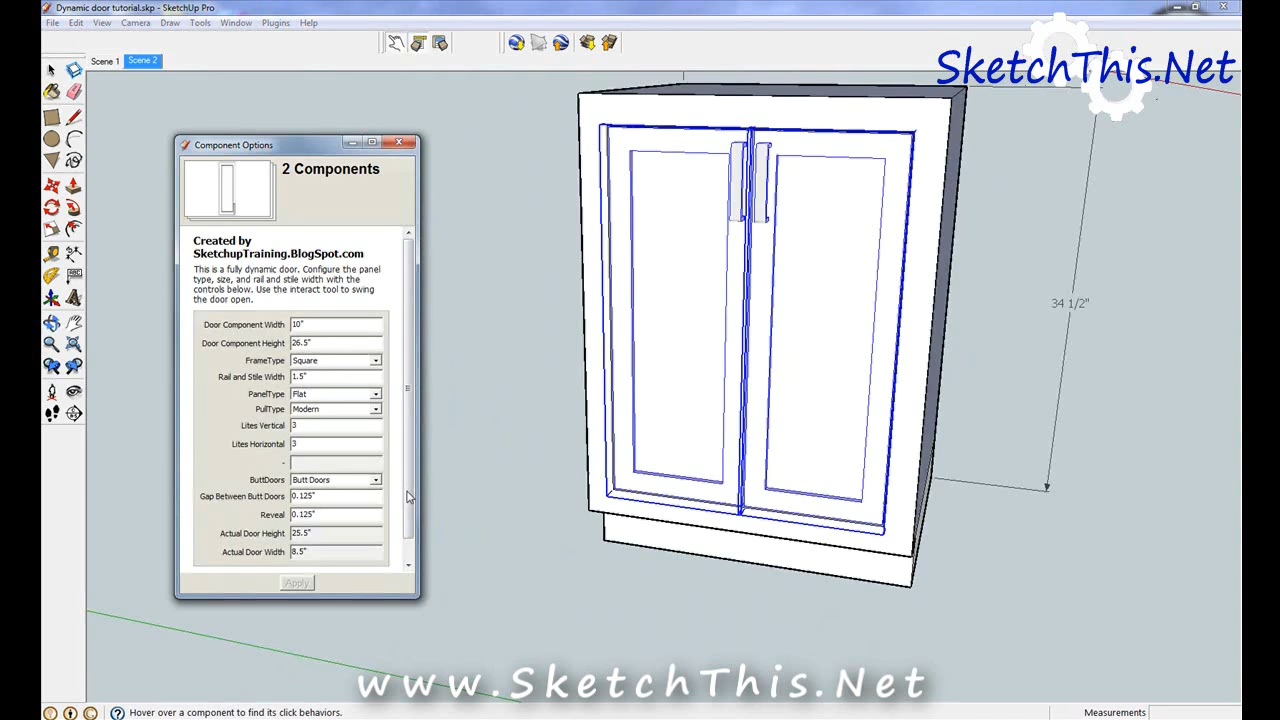 Dynamic door tutorial.skp - SketchUp Pro
File Edit View Camera Draw Tools Window Plugins Help
Scene 1 Scene 2
SketchThis.Net
Component Options
2 Components
Created by
SketchupTraining.BlogSpot.com
This is a fully dynamic door. Configure the panel
type, size, and rail and stile width with the
controls below. Use the interact tool to swing
the door open.
Door Component Width 10"
Door Component Height 26.5"
FrameType Square
Rail and Stile Width 1.5"
PanelType Flat
PullType Modern
Lites Vertical 3
Lites Horizontal 3
-
ButtDoors Butt Doors
Gap Between Butt Doors 0.125"
Reveal 0.125"
Actual Door Height 25.5"
Actual Door Width 8.5"
Apply
34 1/2"
www.SketchThis.Net
Hover over a component to find its click behaviors. Measurements